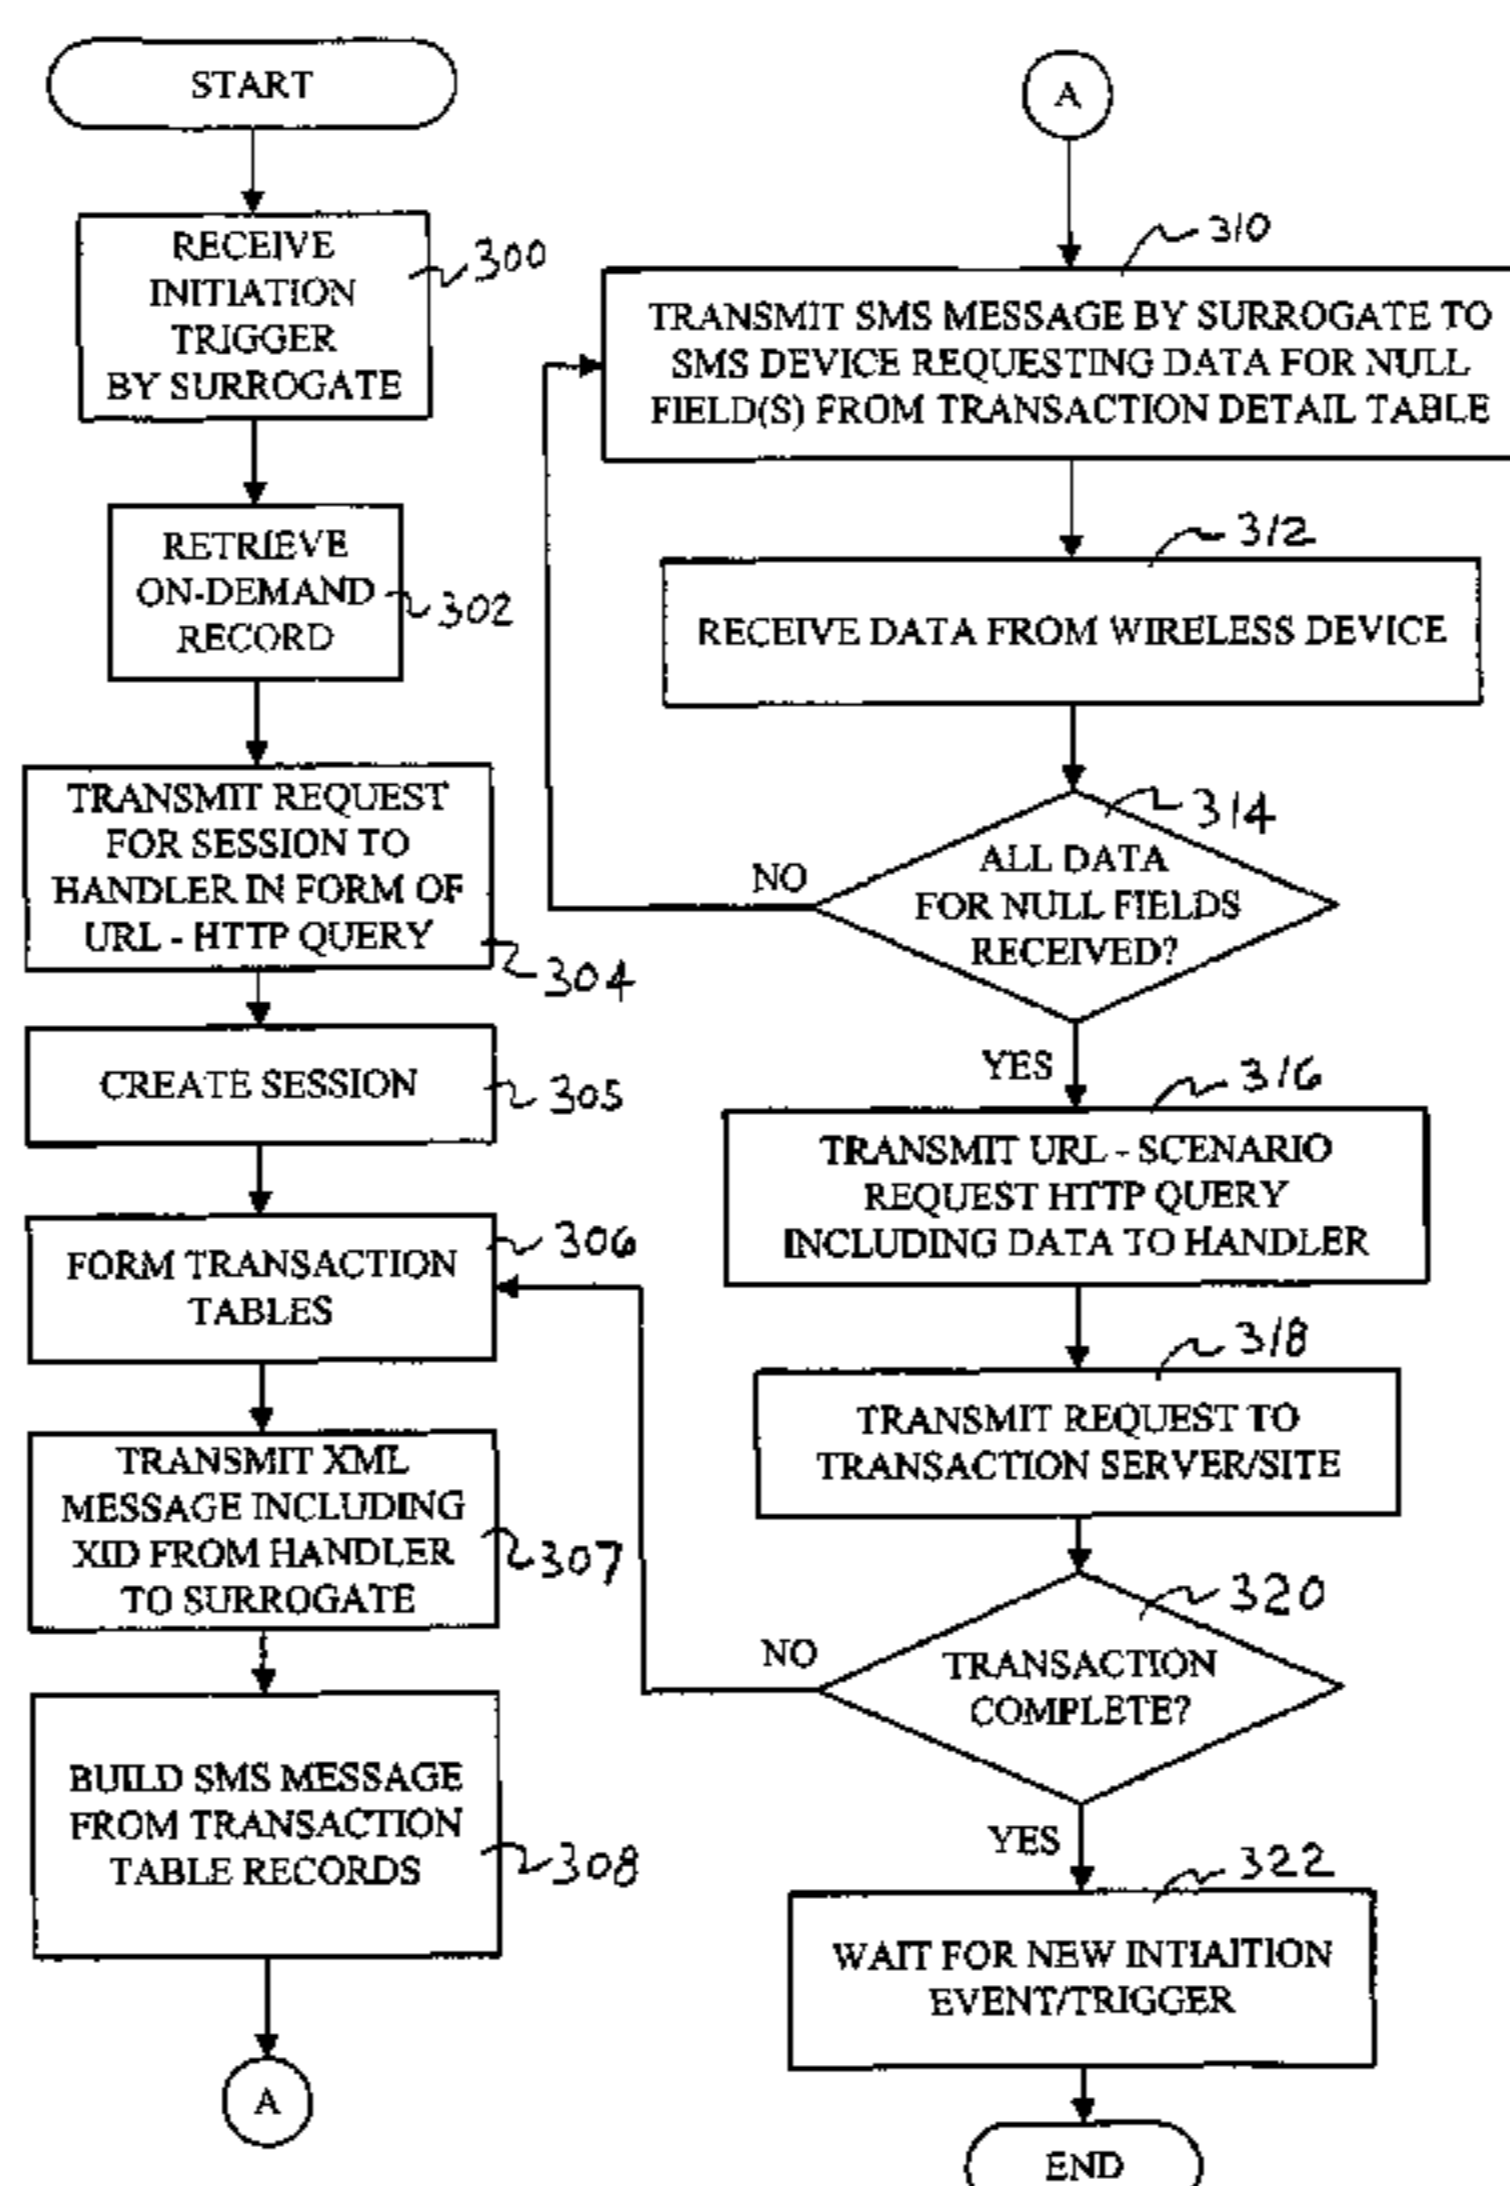 START
RECEIVE
INITIATION
TRIGGER
BY SURROGATE
300
RETRIEVE
ON-DEMAND
RECORD
302
TRANSMIT REQUEST
FOR SESSION TO
HANDLER IN FORM OF
URL - HTTP QUERY
304
CREATE SESSION
305
FORM TRANSACTION
TABLES
306
TRANSMIT XML
MESSAGE INCLUDING
XID FROM HANDLER
TO SURROGATE
307
BUILD SMS MESSAGE
FROM TRANSACTION
TABLE RECORDS
308
A
A
310
TRANSMIT SMS MESSAGE BY SURROGATE TO
SMS DEVICE REQUESTING DATA FOR NULL
FIELD(S) FROM TRANSACTION DETAIL TABLE
312
RECEIVE DATA FROM WIRELESS DEVICE
314
ALL DATA
FOR NULL FIELDS
RECEIVED?
NO
YES
316
TRANSMIT URL - SCENARIO
REQUEST HTTP QUERY
INCLUDING DATA TO HANDLER
318
TRANSMIT REQUEST TO
TRANSACTION SERVER/SITE
320
TRANSACTION
COMPLETE?
NO
YES
322
WAIT FOR NEW INTIAITION
EVENT/TRIGGER
END